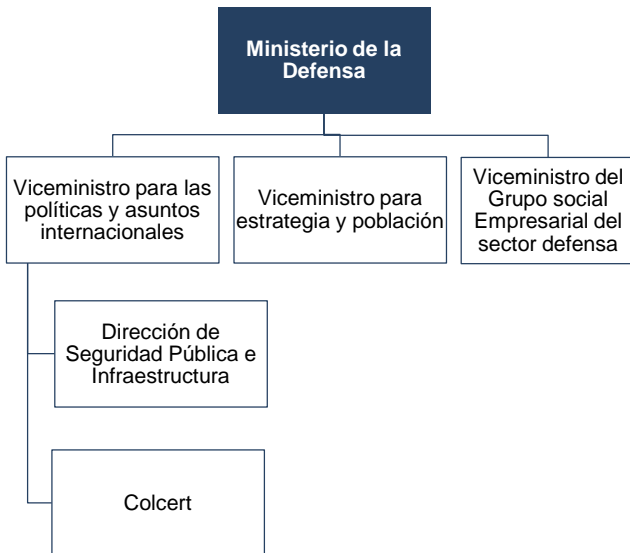 Ministerio de la
Defensa
Viceministro para las
políticas y asuntos
internacionales
Viceministro para
estrategia y población
Viceministro del
Grupo social
Empresarial del
sector defensa
Dirección de
Seguridad Pública e
Infraestructura
Colcert